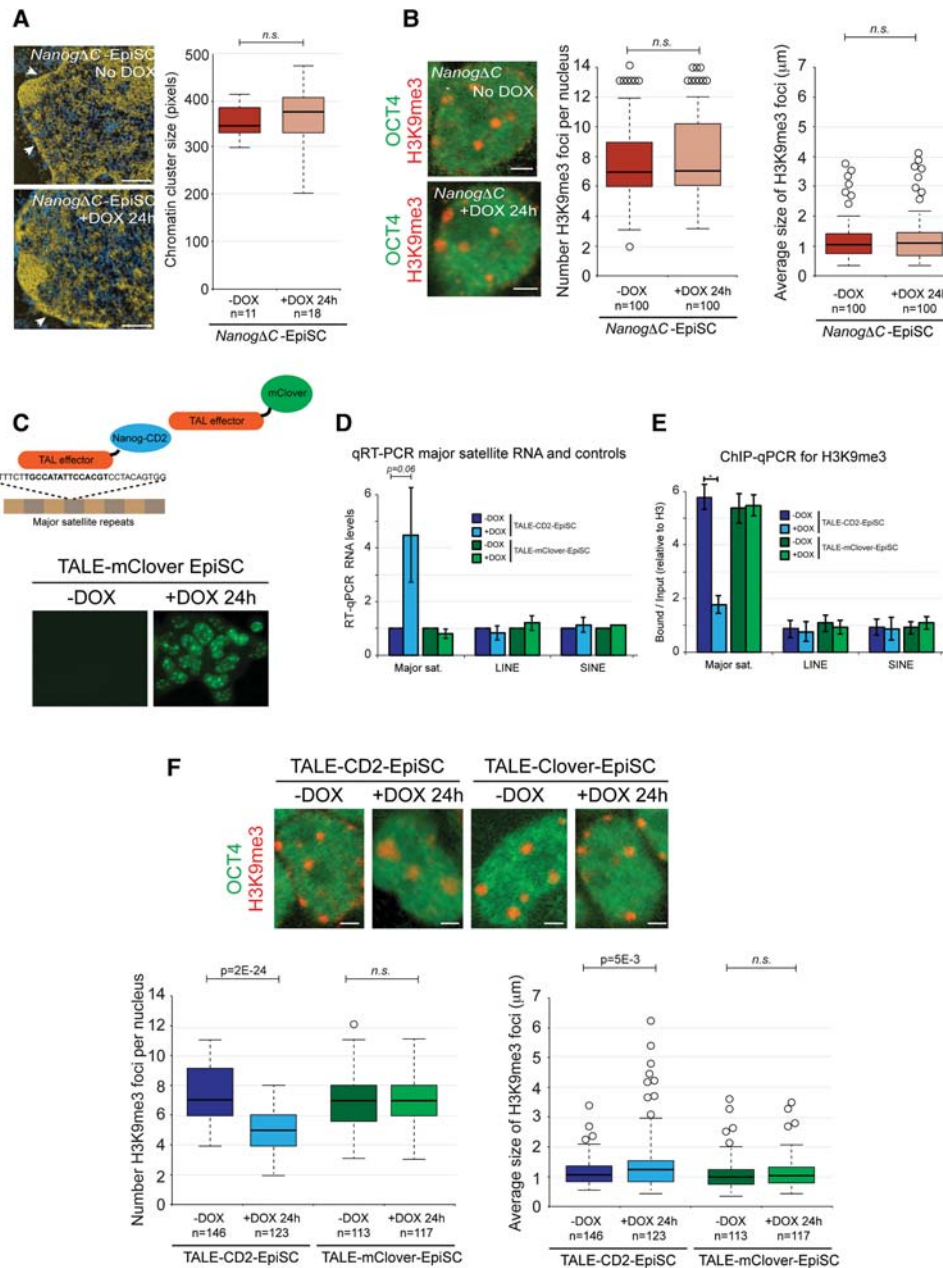 A
NanogΔC-EpiSC
No DOX
NanogΔC-EpiSC
+DOX 24h
Chromatin cluster size (pixels)
500
400
300
200
100
0
n.s.
-DOX
n=11
+DOX 24h
n=18
NanogΔC-EpiSC
B
OCT4
H3K9me3
NanogΔC
No DOX
OCT4
H3K9me3
NanogΔC
+DOX 24h
Number H3K9me3 foci per nucleus
14
12
10
8
6
4
2
0
n.s.
-DOX
n=100
+DOX 24h
n=100
NanogΔC-EpiSC
Average size of H3K9me3 foci (μm)
7
6
5
4
3
2
1
0
n.s.
-DOX
n=100
+DOX 24h
n=100
NanogΔC-EpiSC
C
mClover
TAL effector
Nanog-CD2
TAL effector
TTTCTTGCCATATTCCACGTCCTACAGTGG
Major satellite repeats
TALE-mClover EpiSC
-DOX
+DOX 24h
D
qRT-PCR major satellite RNA and controls
p=0.06
RT-qPCR RNA levels
6
4
2
0
-DOX
+DOX
TALE-CD2-EpiSC
-DOX
+DOX
TALE-mClover-EpiSC
Major sat.
LINE
SINE
E
ChIP-qPCR for H3K9me3
Bound / Input (relative to H3)
6
4
2
0
-DOX
+DOX
TALE-CD2-EpiSC
-DOX
+DOX
TALE-mClover-EpiSC
Major sat.
LINE
SINE
F
TALE-CD2-EpiSC
TALE-Clover-EpiSC
-DOX
+DOX 24h
-DOX
+DOX 24h
OCT4
H3K9me3
Number H3K9me3 foci per nucleus
14
12
10
8
6
4
2
0
p=2E-24
n.s.
-DOX
n=146
+DOX 24h
n=123
-DOX
n=113
+DOX 24h
n=117
TALE-CD2-EpiSC
TALE-mClover-EpiSC
Average size of H3K9me3 foci (μm)
7
6
5
4
3
2
1
0
p=5E-3
n.s.
-DOX
n=146
+DOX 24h
n=123
-DOX
n=113
+DOX 24h
n=117
TALE-CD2-EpiSC
TALE-mClover-EpiSC